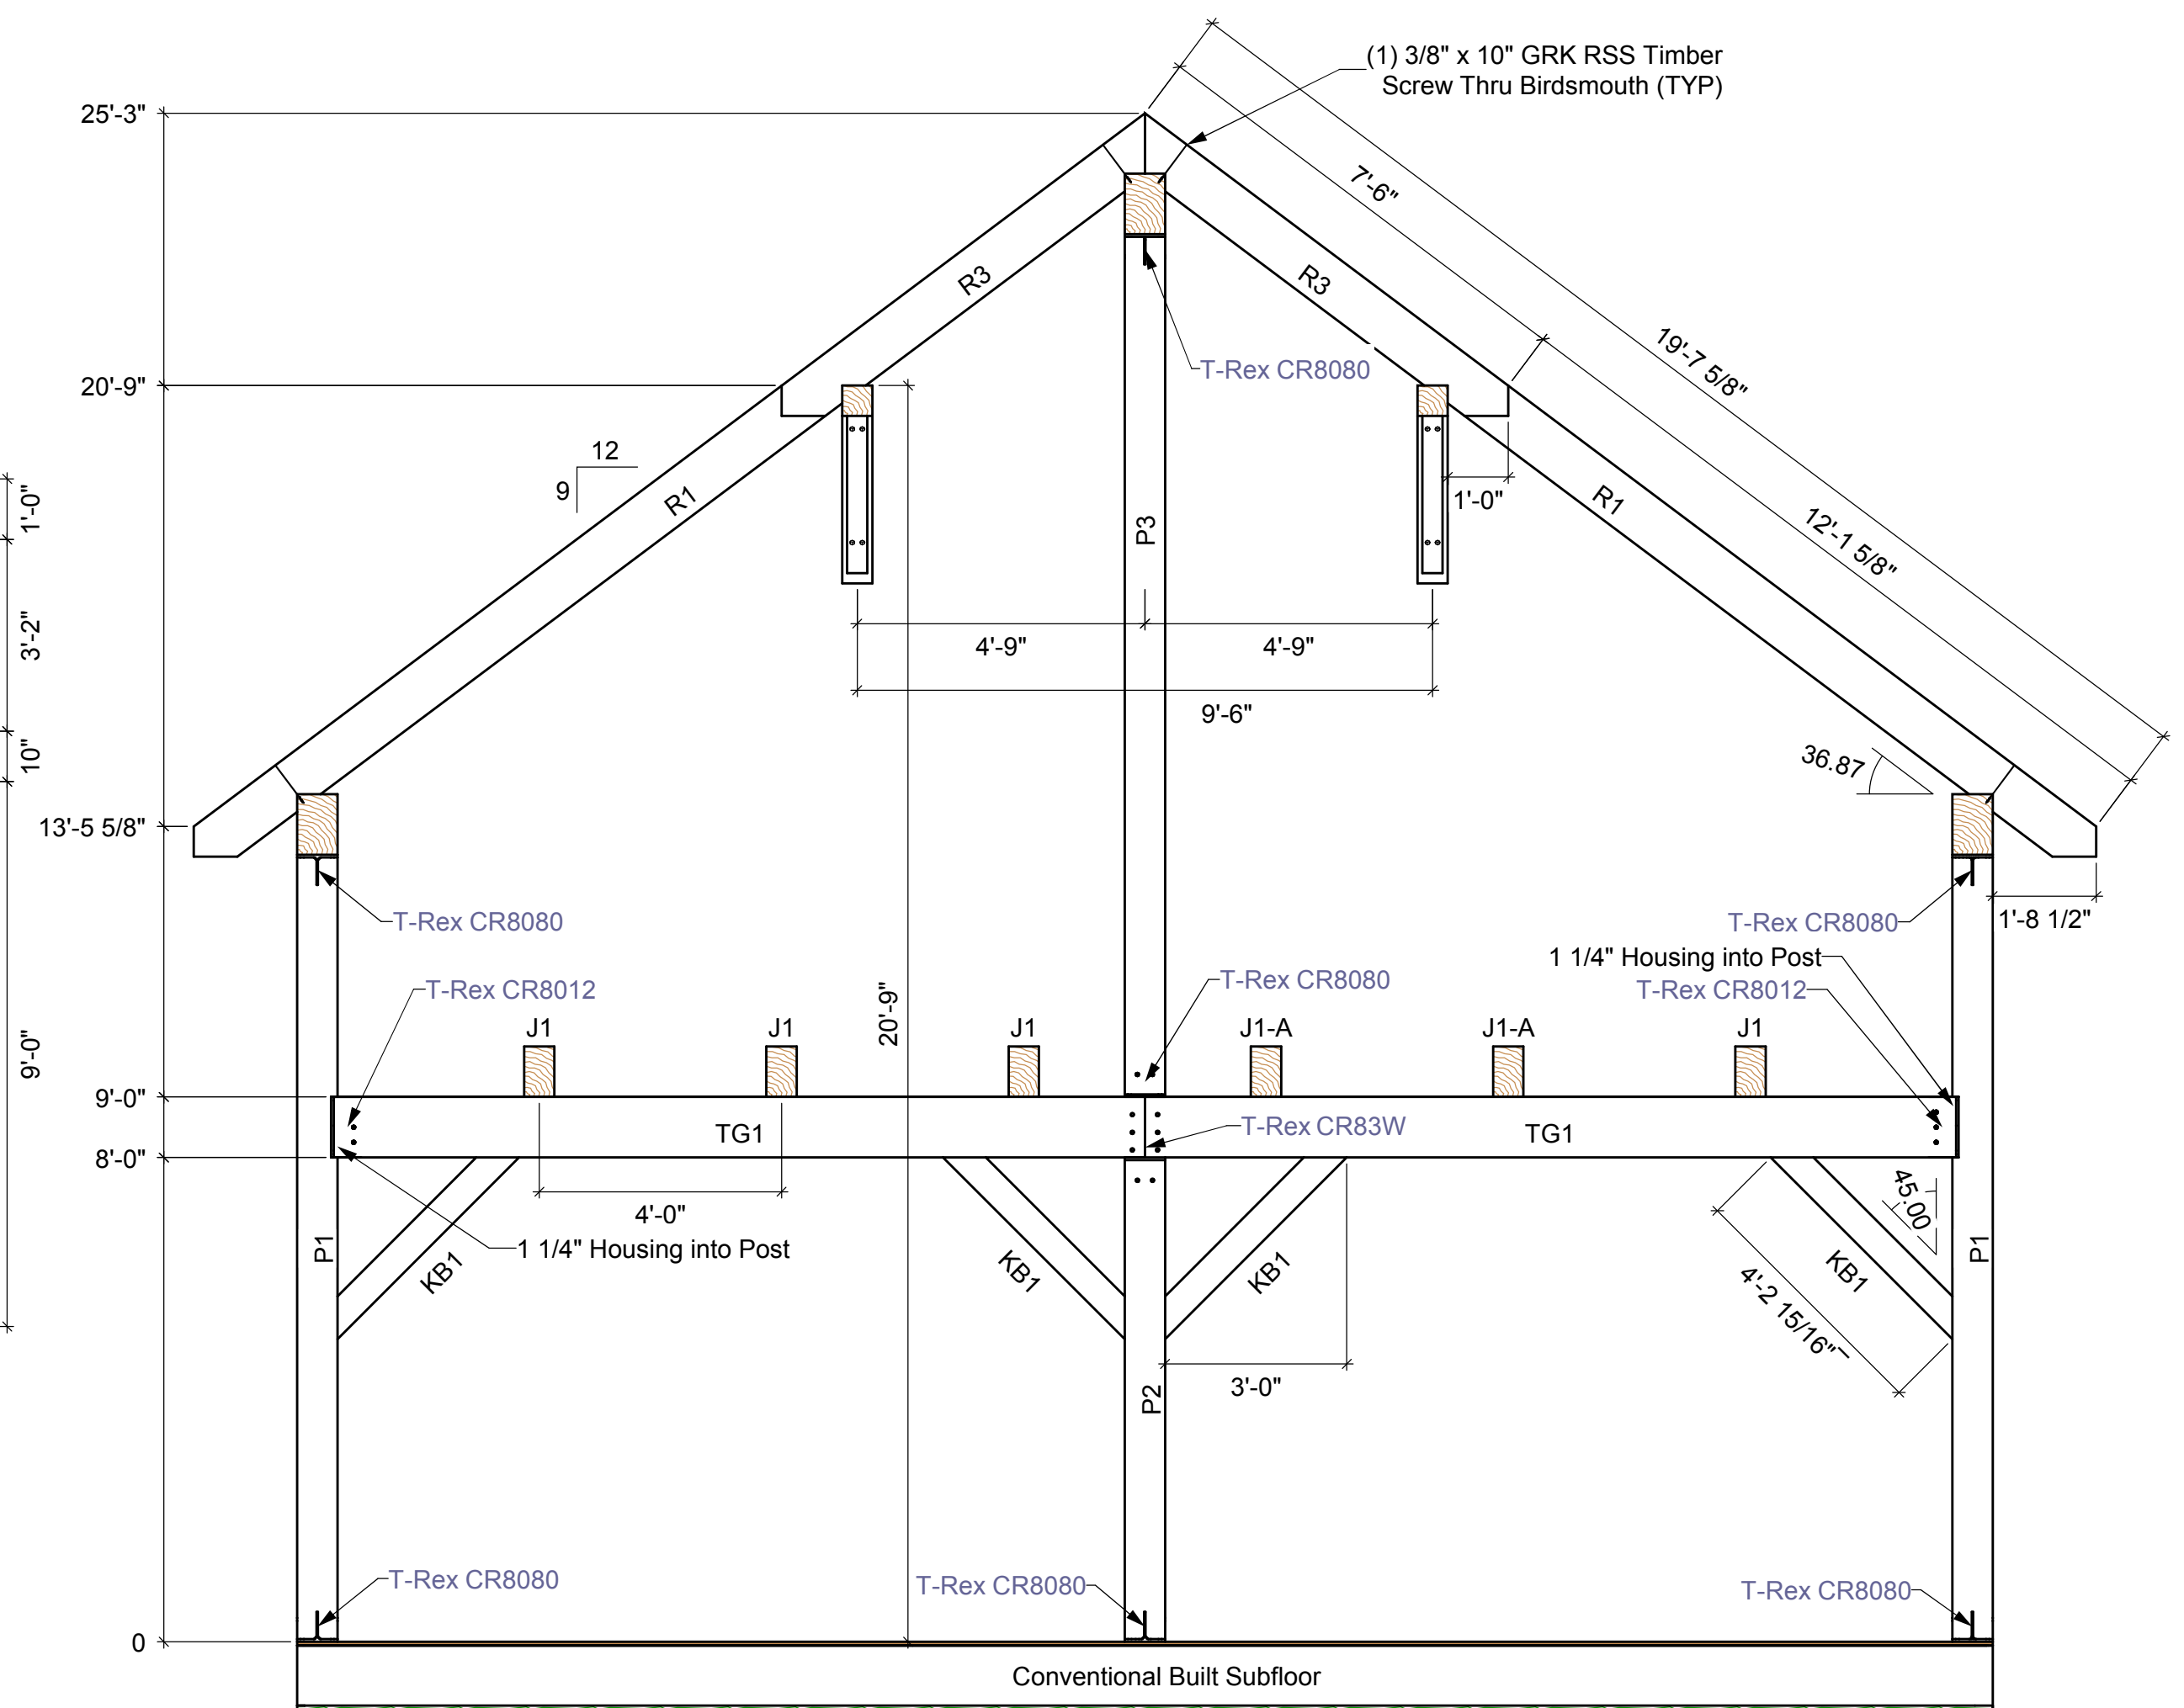 (1) 3/8" x 10" GRK RSS Timber
Screw Thru Birdsmouth (TYP)
25'-3"
7'-6"
R3
R3
19'-7 5/8"
T-Rex CR8080
20'-9"
12
9
1'-0"
R1
1'-0"
R1
12'-1 5/8"
P3
3'-2"
4'-9"
4'-9"
9'-6"
10"
36.87
13'-5 5/8"
T-Rex CR8080
T-Rex CR8080
1'-8 1/2"
1 1/4" Housing into Post
T-Rex CR8012
T-Rex CR8080
T-Rex CR8012
20'-9"
J1
J1
J1
J1-A
J1-A
J1
9'-0"
9'-0"
TG1
T-Rex CR83W
TG1
8'-0"
4'-0"
45.00
1 1/4" Housing into Post
P1
KB1
KB1
KB1
KB1
P1
4'-2 15/16"
3'-0"
P2
T-Rex CR8080
T-Rex CR8080
T-Rex CR8080
0
Conventional Built Subfloor